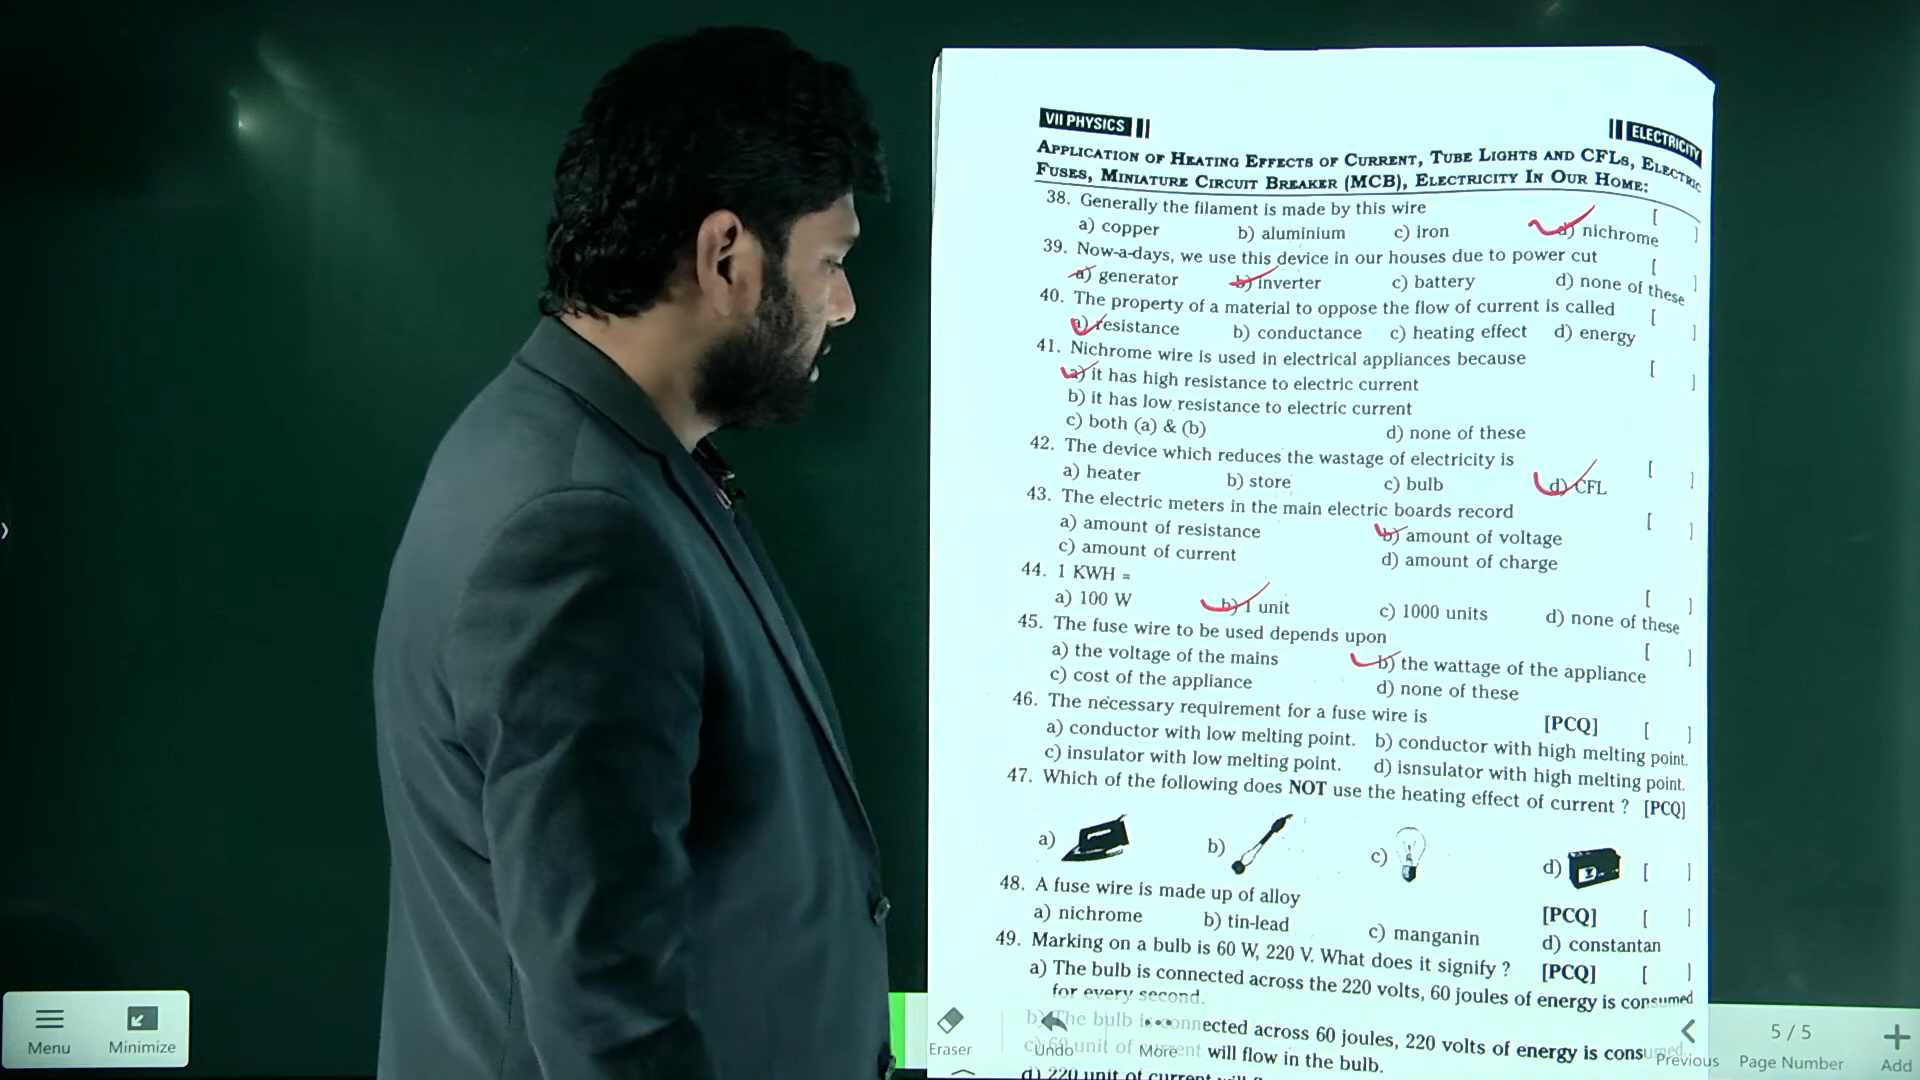 VII PHYSICS
ELECTRICITY
APPLICATION OF HEATING EFFECTS OF CURRENT, TUBE LIGHTS AND CFLS, ELECTRIC
FUSES, MINIATURE CIRCUIT BREAKER (MCB), ELECTRICITY IN OUR HOME:
38. Generally the filament is made by this wire [ ]
a) copper b) aluminium c) iron d) nichrome
39. Now-a-days, we use this device in our houses due to power cut [ ]
a) generator b) inverter c) battery d) none of these
40. The property of a material to oppose the flow of current is called [ ]
a) resistance b) conductance c) heating effect d) energy
41. Nichrome wire is used in electrical appliances because [ ]
a) it has high resistance to electric current
b) it has low resistance to electric current
c) both (a) & (b) d) none of these
42. The device which reduces the wastage of electricity is [ ]
a) heater b) store c) bulb d) CFL
43. The electric meters in the main electric boards record [ ]
a) amount of resistance b) amount of voltage
c) amount of current d) amount of charge
44. 1 KWH = [ ]
a) 100 W b) 1 unit c) 1000 units d) none of these
45. The fuse wire to be used depends upon [ ]
a) the voltage of the mains b) the wattage of the appliance
c) cost of the appliance d) none of these
46. The necessary requirement for a fuse wire is [PCQ] [ ]
a) conductor with low melting point. b) conductor with high melting point.
c) insulator with low melting point. d) isnsulator with high melting point.
47. Which of the following does NOT use the heating effect of current ? [PCQ]
a) b) c) d) [ ]
48. A fuse wire is made up of alloy [PCQ] [ ]
a) nichrome b) tin-lead c) manganin d) constantan
49. Marking on a bulb is 60 W, 220 V. What does it signify ? [PCQ] [ ]
a) The bulb is connected across the 220 volts, 60 joules of energy is consumed
for every second.
b) The bulb is connected across 60 joules, 220 volts of energy is consumed.
c) 60 unit of current will flow in the bulb.
d) 220 unit of current will
Menu
Minimize
Eraser
Undo
More
Previous
5 / 5
Page Number
Add